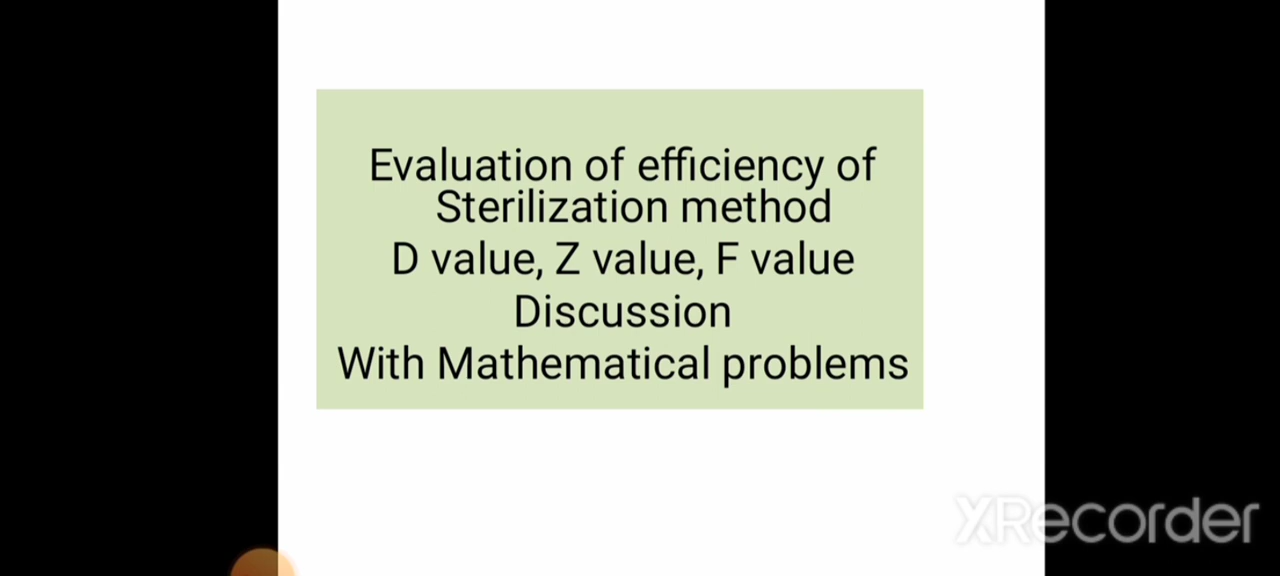 Evaluation of efficiency of
Sterilization method
D value, Z value, F value
Discussion
With Mathematical problems
XRecorder